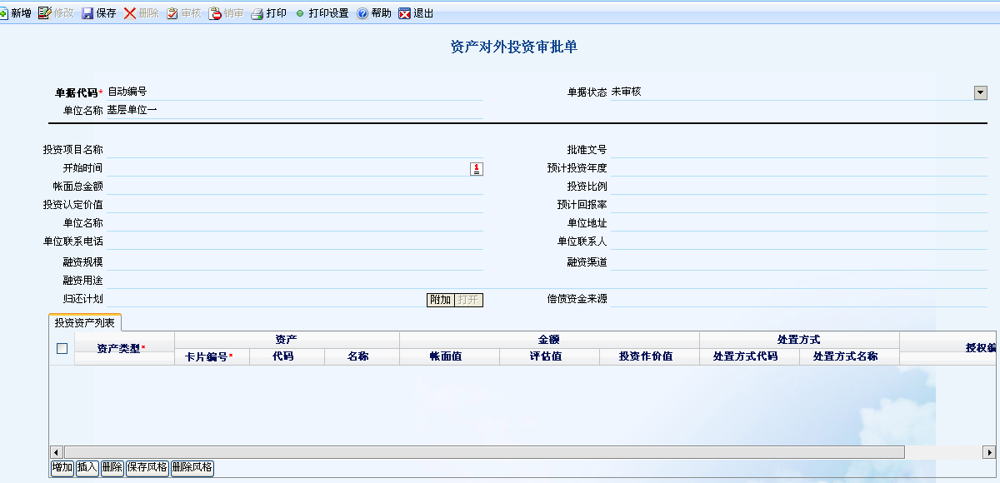 新增 修改 保存 删除 审核 销审 打印 打印设置 帮助 退出
资产对外投资审批单
单据代码* 自动编号 单据状态 未审核
单位名称 基层单位一
投资项目名称 批准文号
开始时间 1 预计投资年度
帐面总金额 投资比例
投资认定价值 预计回报率
单位名称 单位地址
单位联系电话 单位联系人
融资规模 融资渠道
融资用途
归还计划 附加 打开 偿债资金来源
投资资产列表
资产类型* 资产 金额 处置方式 授权编
卡片编号* 代码 名称 帐面值 评估值 投资作价值 处置方式代码 处置方式名称
增加 插入 删除 保存风格 删除风格